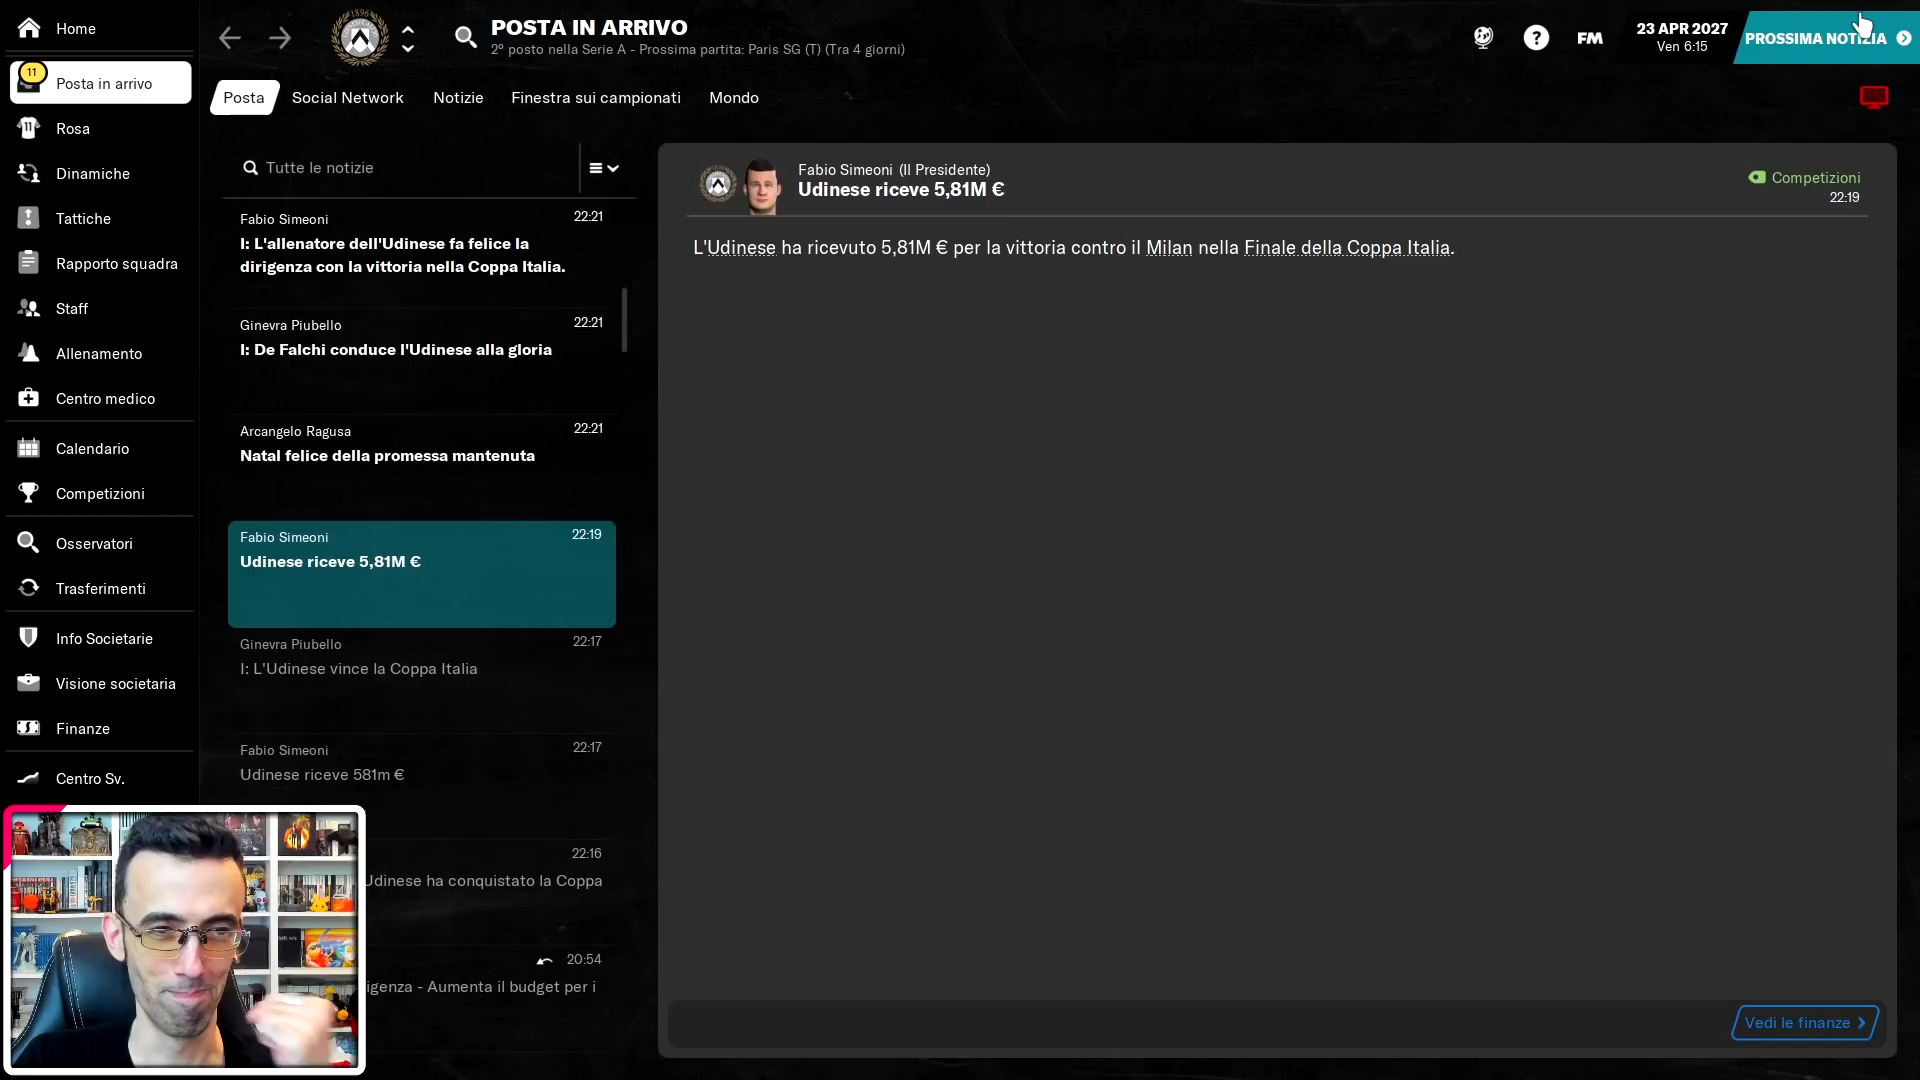 Home
11
Posta in arrivo
Rosa
Dinamiche
Tattiche
Rapporto squadra
Staff
Allenamento
Centro medico
Calendario
Competizioni
Osservatori
Trasferimenti
Info Societarie
Visione societaria
Finanze
Centro Sv.
1896
POSTA IN ARRIVO
2° posto nella Serie A - Prossima partita: Paris SG (T) (Tra 4 giorni)
FM
23 APR 2027
Ven 6:15
PROSSIMA NOTIZIA
Posta
Social Network
Notizie
Finestra sui campionati
Mondo
Tutte le notizie
Fabio Simeoni
22:21
I: L'allenatore dell'Udinese fa felice la
dirigenza con la vittoria nella Coppa Italia.
Ginevra Piubello
22:21
I: De Falchi conduce l'Udinese alla gloria
Arcangelo Ragusa
22:21
Natal felice della promessa mantenuta
Fabio Simeoni
22:19
Udinese riceve 5,81M €
Ginevra Piubello
22:17
I: L'Udinese vince la Coppa Italia
Fabio Simeoni
22:17
Udinese riceve 581m €
22:16
Udinese ha conquistato la Coppa
20:54
igenza - Aumenta il budget per i
Fabio Simeoni (Il Presidente)
Udinese riceve 5,81M €
Competizioni
22:19
L'Udinese ha ricevuto 5,81M € per la vittoria contro il Milan nella Finale della Coppa Italia.
Vedi le finanze